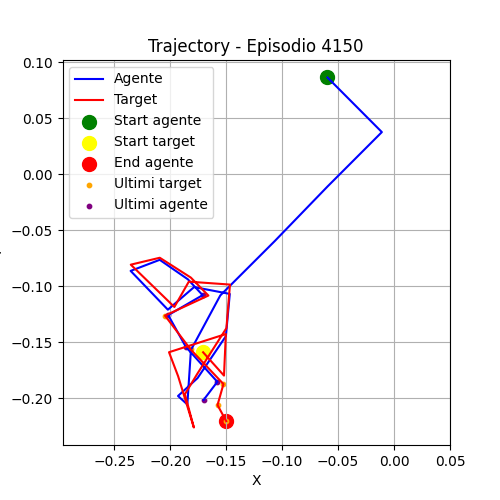 Trajectory - Episodio 4150
Agente
Target
Start agente
Start target
End agente
Ultimi target
Ultimi agente
0.10
0.05
0.00
−0.05
−0.10
−0.15
−0.20
−0.25
−0.20
−0.15
−0.10
−0.05
0.00
0.05
X